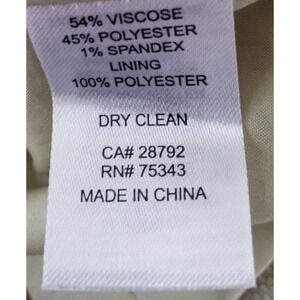 54% VISCOSE
45% POLYESTER
1% SPANDEX
LINING
100% POLYESTER
DRY CLEAN
CA# 28792
RN# 75343
MADE IN CHINA